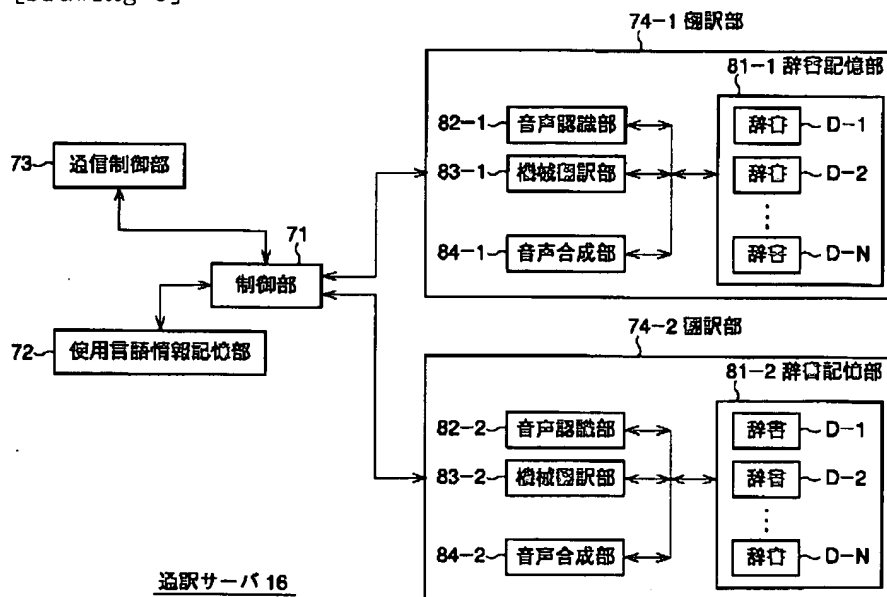 74-1 翻訳部
81-1 辞書記憶部
82-1 音声認識部
辞書 D-1
73 通信制御部
83-1 機械翻訳部
辞書 D-2
71
84-1 音声合成部
辞書 D-N
制御部
72 使用言語情報記憶部
74-2 翻訳部
81-2 辞書記憶部
82-2 音声認識部
辞書 D-1
83-2 機械翻訳部
辞書 D-2
84-2 音声合成部
辞書 D-N
通訳サーバ 16